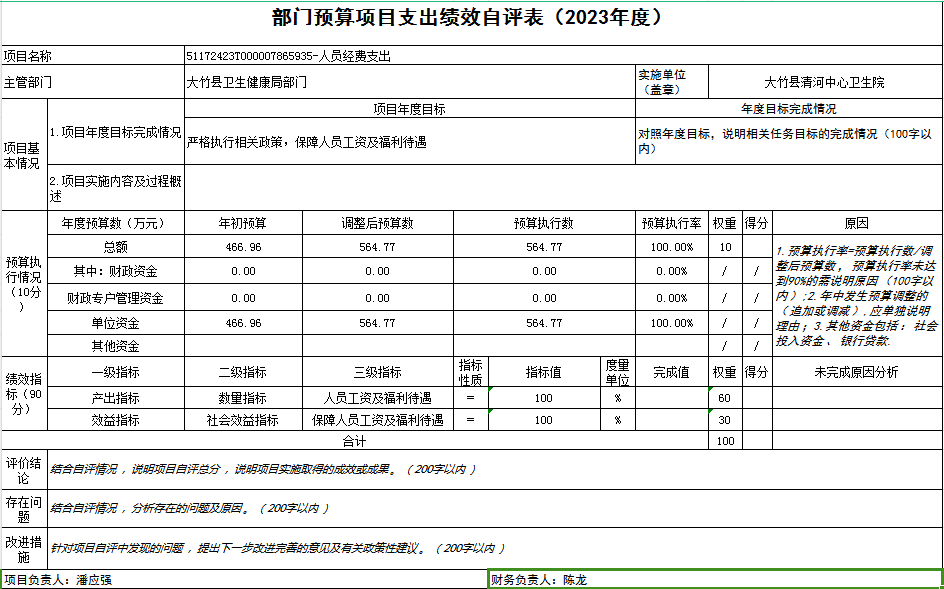 部门预算项目支出绩效自评表（2023年度）
项目名称 51172423T000007865935-人员经费支出
主管部门 大竹县卫生健康局部门 实施单位（盖章） 大竹县清河中心卫生院
项目基本情况 1.项目年度目标完成情况 项目年度目标 年度目标完成情况
严格执行相关政策，保障人员工资及福利待遇 对照年度目标，说明相关任务目标的完成情况（100字以内）
2.项目实施内容及过程概述
预算执行情况（10分） 年度预算数（万元） 年初预算 调整后预算数 预算执行数 预算执行率 权重 得分 原因
总额 466.96 564.77 564.77 100.00% 10
其中：财政资金 0.00 0.00 0.00 0.00% / /
财政专户管理资金 0.00 0.00 0.00 0.00% / /
单位资金 466.96 564.77 564.77 100.00% / /
其他资金 / /
1.预算执行率=预算执行数/调整后预算数，预算执行率未达到90%的需说明原因（100字以内）;2.年中发生预算调整的（追加或调减）.应单独说明理由；3.其他资金包括：社会投入资金、银行贷款.
绩效指标（90分） 一级指标 二级指标 三级指标 指标性质 指标值 度量单位 完成值 权重 得分 未完成原因分析
产出指标 数量指标 人员工资及福利待遇 = 100 % 60
效益指标 社会效益指标 保障人员工资及福利待遇 = 100 % 30
合计 100
评价结论 结合自评情况，说明项目自评总分，说明项目实施取得的成效或成果。（200字以内）
存在问题 结合自评情况，分析存在的问题及原因。（200字以内）
改进措施 针对项目自评中发现的问题，提出下一步改进完善的意见及有关政策性建议。（200字以内）
项目负责人：潘应强 财务负责人：陈龙